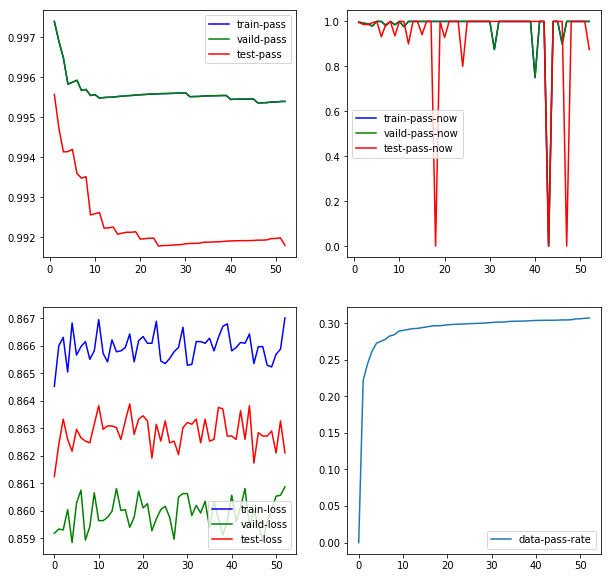 0.997
0.996
0.995
0.994
0.993
0.992
0 10 20 30 40 50
train-pass
vaild-pass
test-pass
1.0
0.8
0.6
0.4
0.2
0.0
0 10 20 30 40 50
train-pass-now
vaild-pass-now
test-pass-now
0.867
0.866
0.865
0.864
0.863
0.862
0.861
0.860
0.859
0 10 20 30 40 50
train-loss
vaild-loss
test-loss
0.30
0.25
0.20
0.15
0.10
0.05
0.00
0 10 20 30 40 50
data-pass-rate